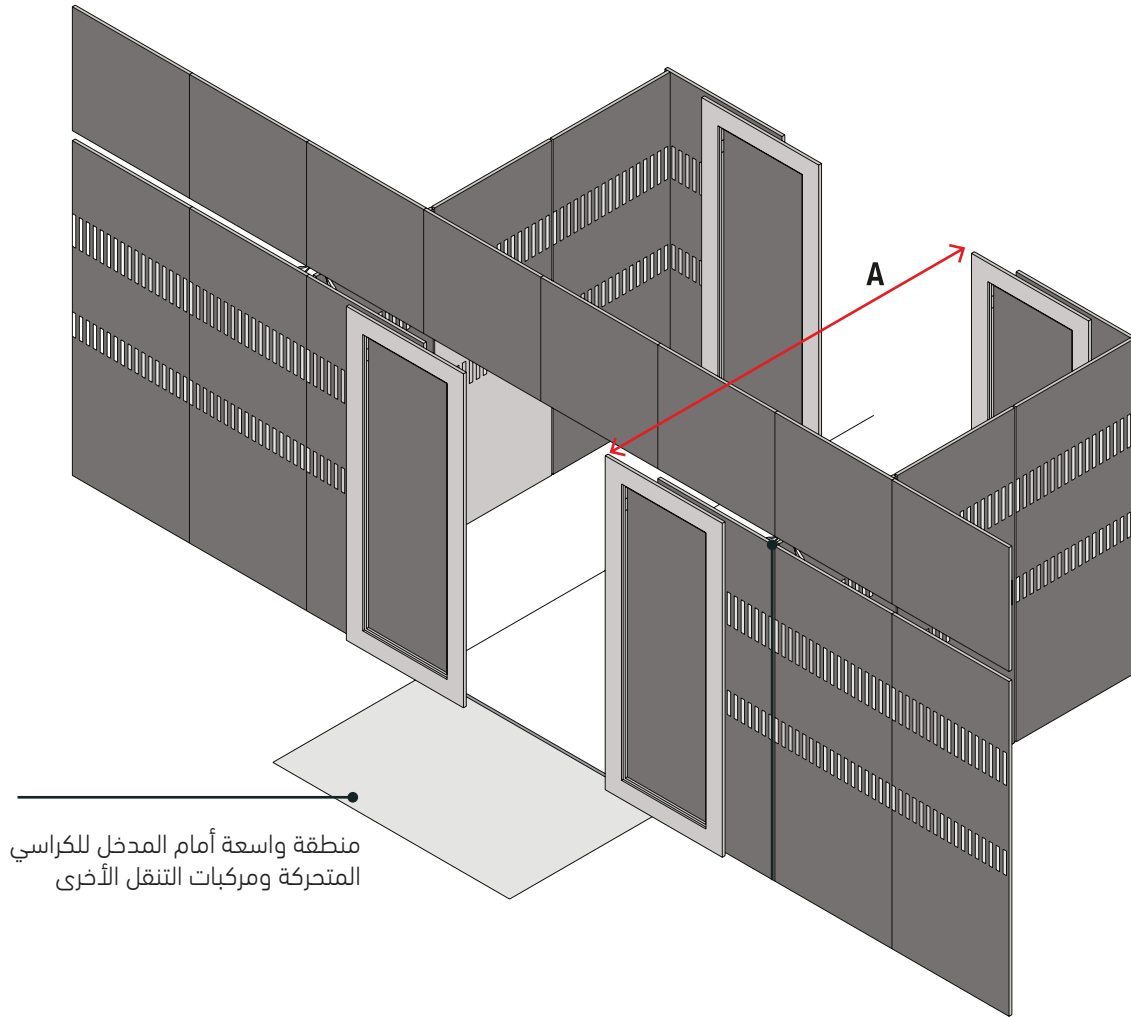 A
منطقة واسعة أمام المدخل للكراسي
المتحركة ومركبات التنقل الأخرى